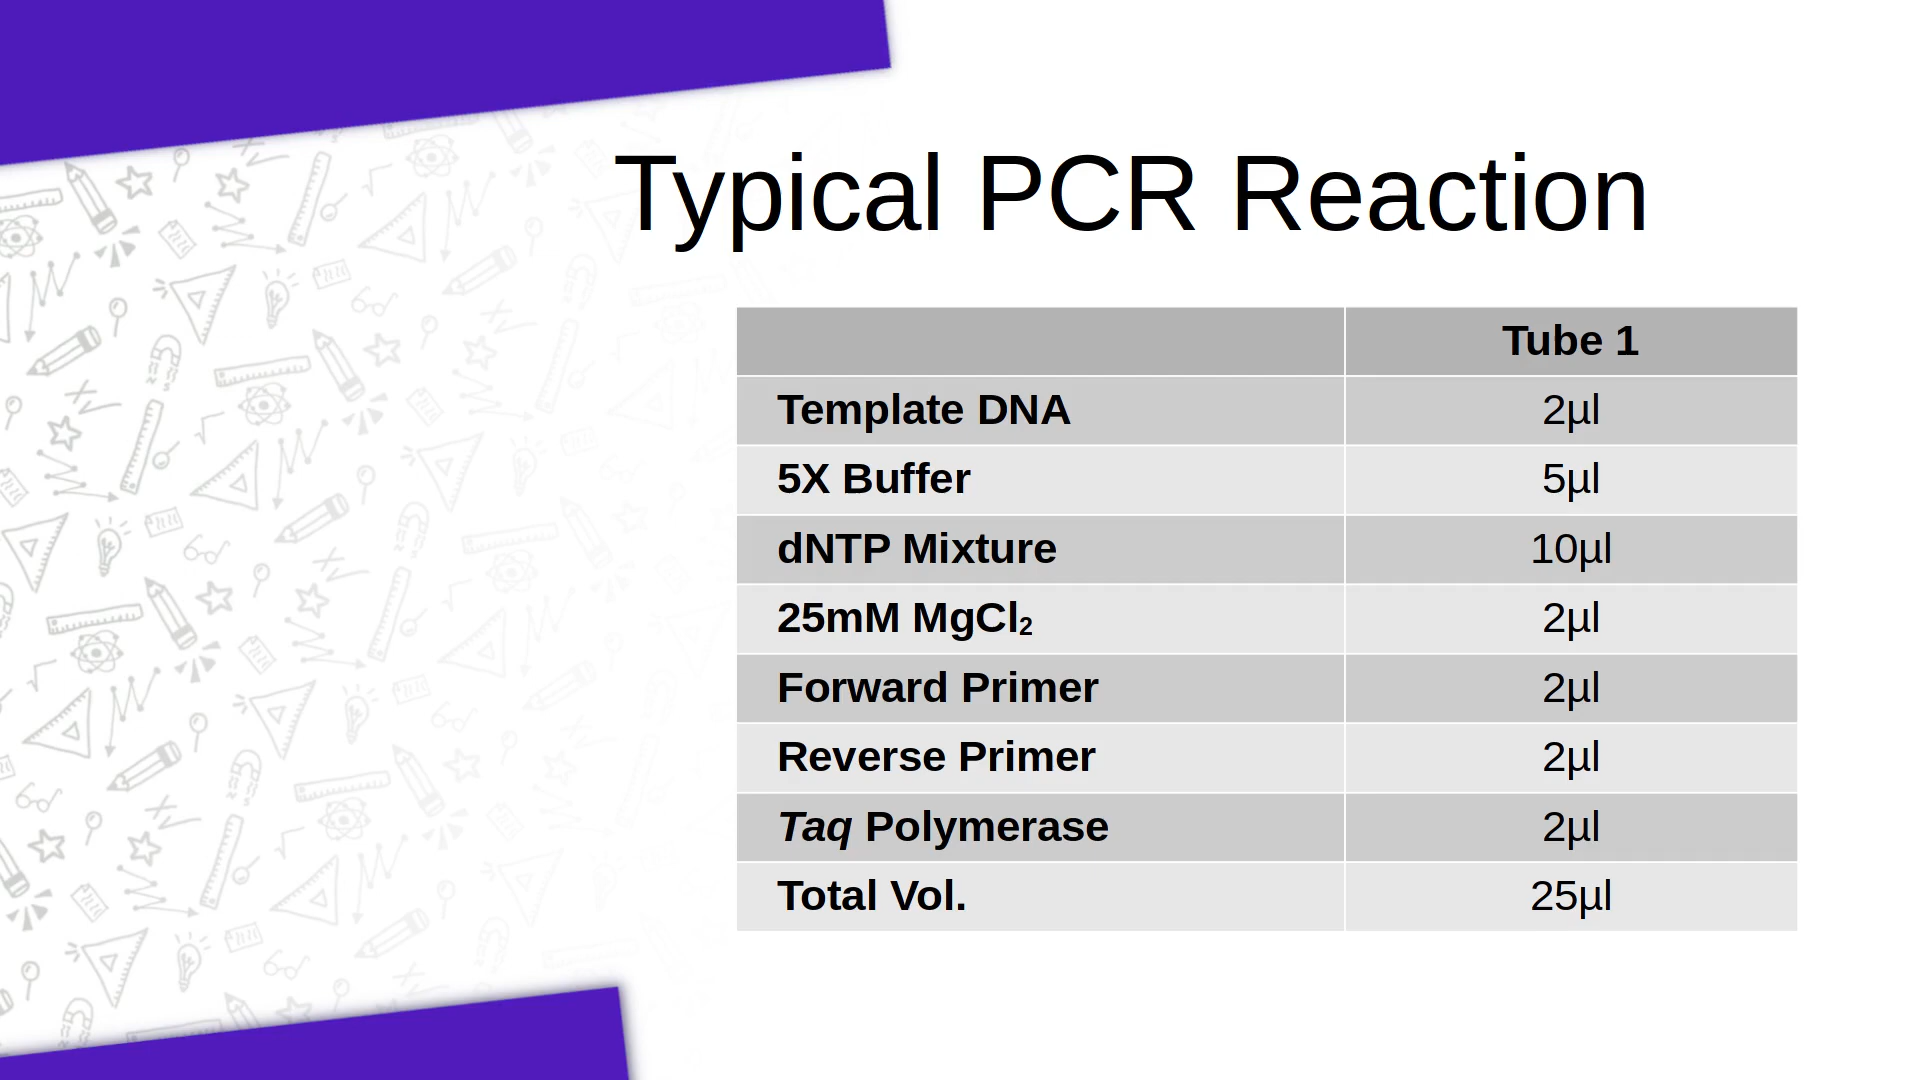 Typical PCR Reaction
Tube 1
Template DNA 2µl
5X Buffer 5µl
dNTP Mixture 10µl
25mM MgCl₂ 2µl
Forward Primer 2µl
Reverse Primer 2µl
Taq Polymerase 2µl
Total Vol. 25µl